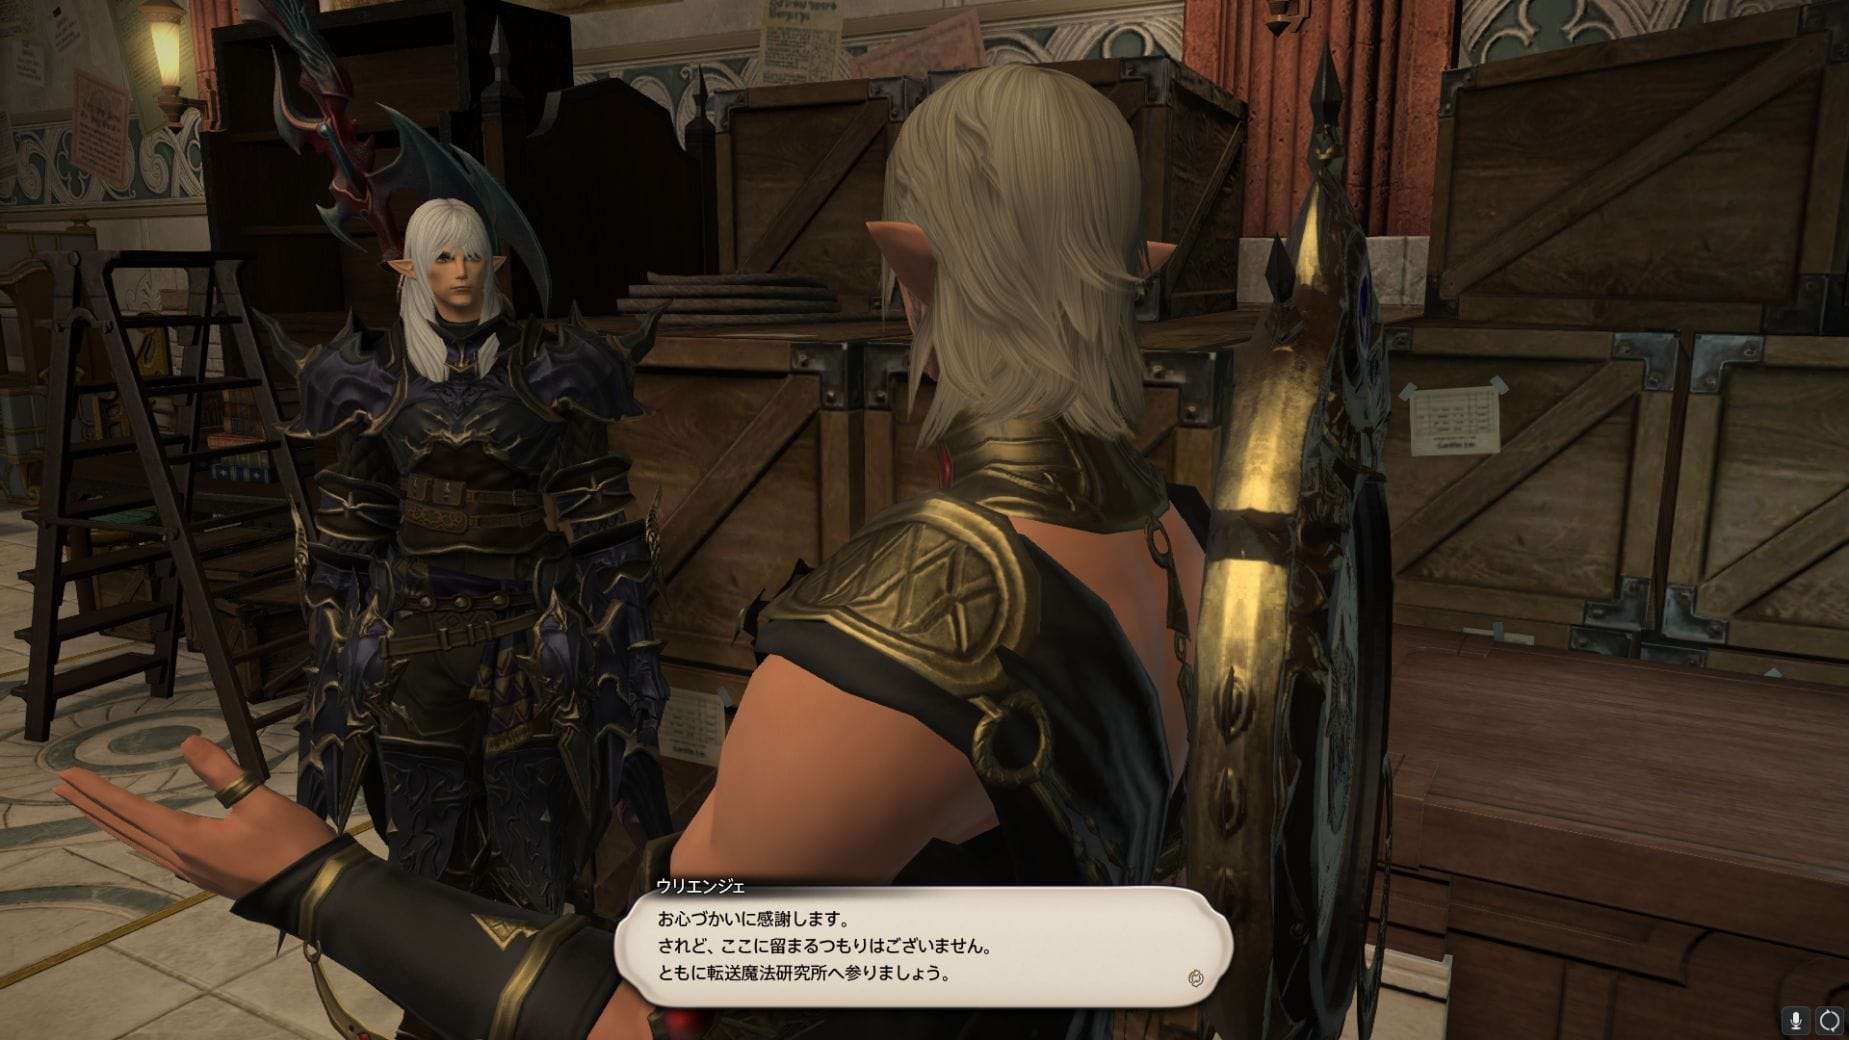 ウリエンジェ
お心づかいに感謝します。
されど、ここに留まるつもりはございません。
ともに転送魔法研究所へ参りましょう。